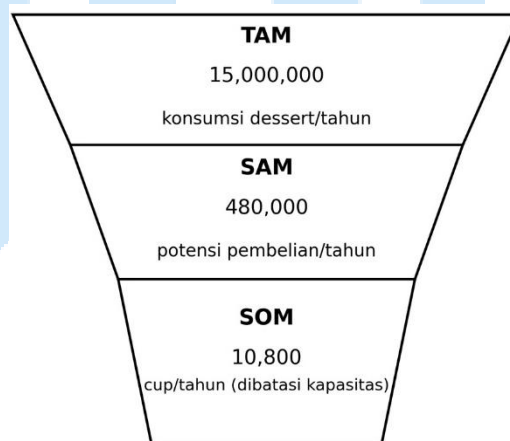 TAM
15,000,000
konsumsi dessert/tahun
SAM
480,000
potensi pembelian/tahun
SOM
10,800
cup/tahun (dibatasi kapasitas)